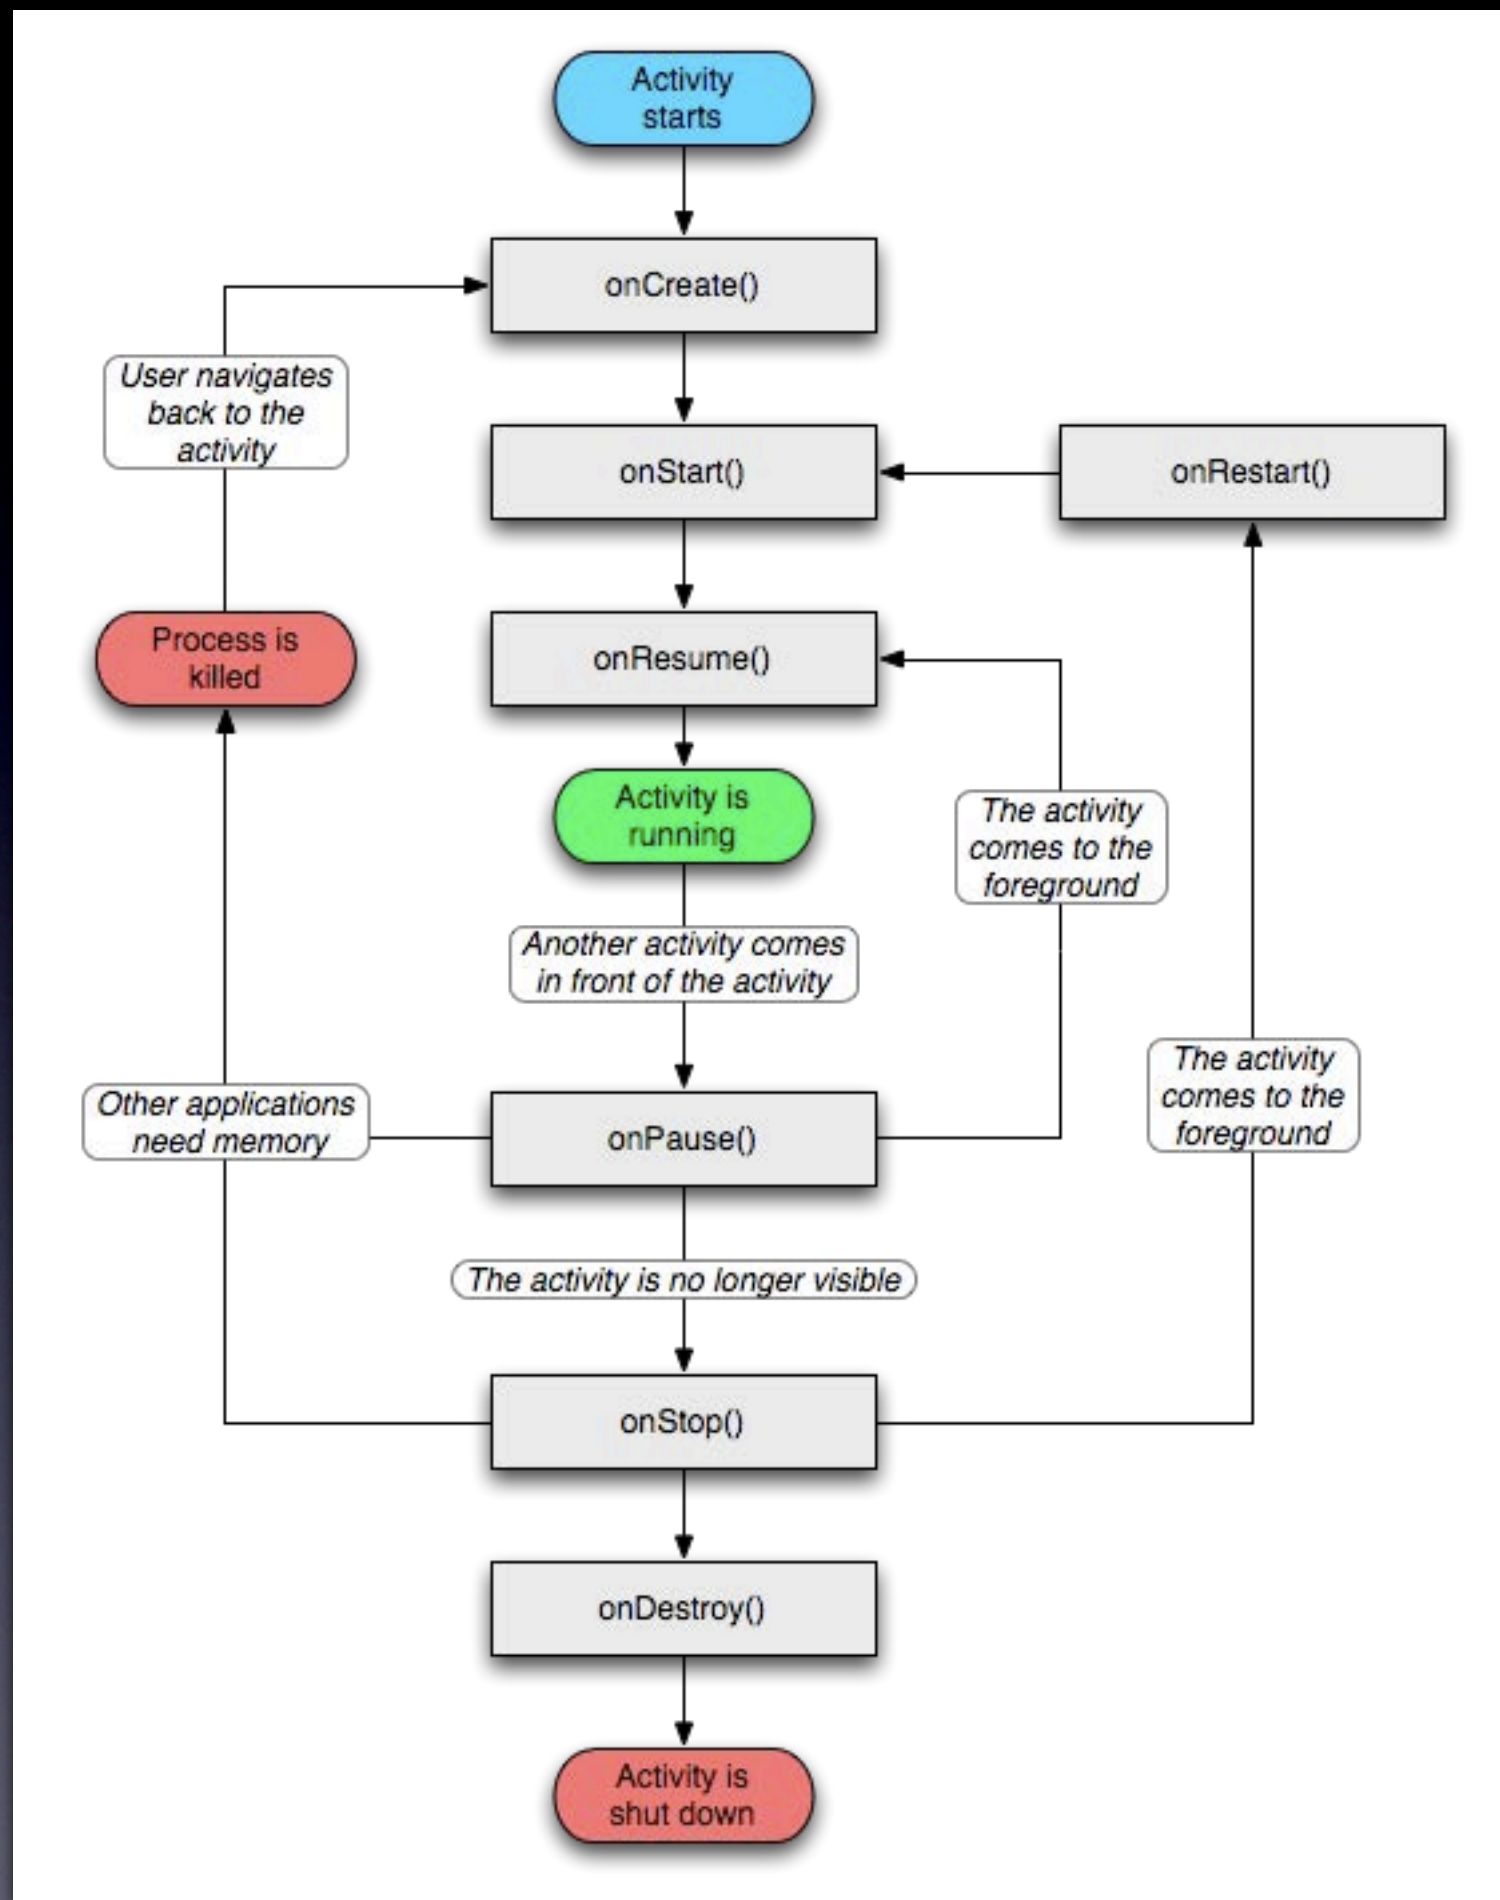 Activity
starts
onCreate()
User navigates
back to the
activity
onStart()
onRestart()
Process is
killed
onResume()
Activity is
running
The activity
comes to the
foreground
Another activity comes
in front of the activity
The activity
comes to the
foreground
Other applications
need memory
onPause()
The activity is no longer visible
onStop()
onDestroy()
Activity is
shut down